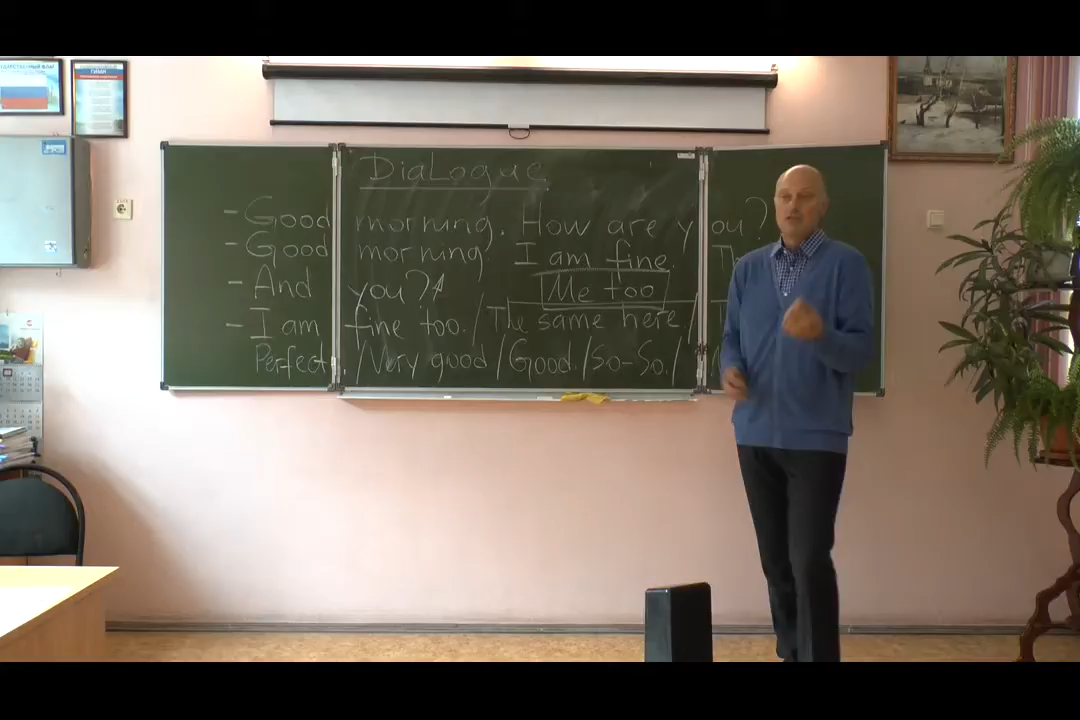 ГИМН
Dialogue
- Good morning. How are you?
- Good morning. I am fine.
- And you? Me too
- I am fine too. / The same here. /
Perfect / Very good / Good. / So-So. /